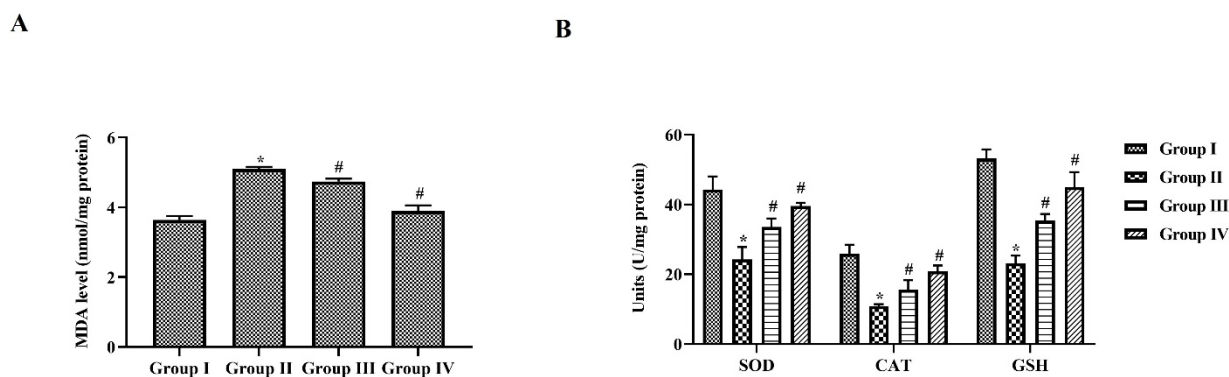 A
MDA level (nmol/mg protein)
6
4
2
0
*
#
#
Group I Group II Group III Group IV
B
Units (U/mg protein)
60
40
20
0
*
#
#
*
#
#
*
#
#
SOD CAT GSH
Group I
Group II
Group III
Group IV